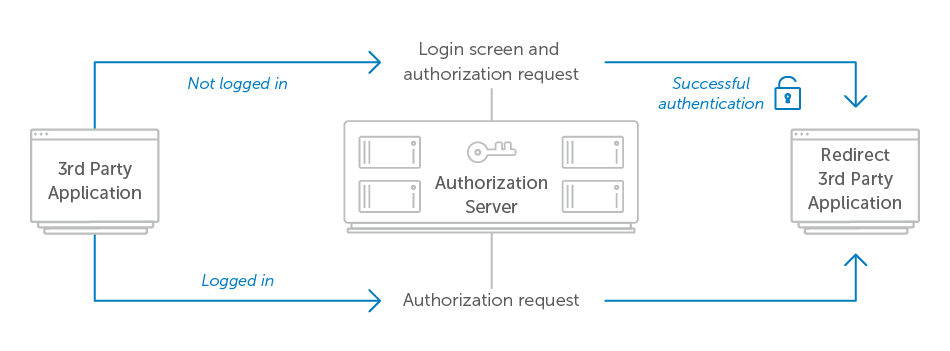 Login screen and
authorization request
Not logged in
Successful
authentication
3rd Party
Application
Authorization
Server
Redirect
3rd Party
Application
Logged in
Authorization request